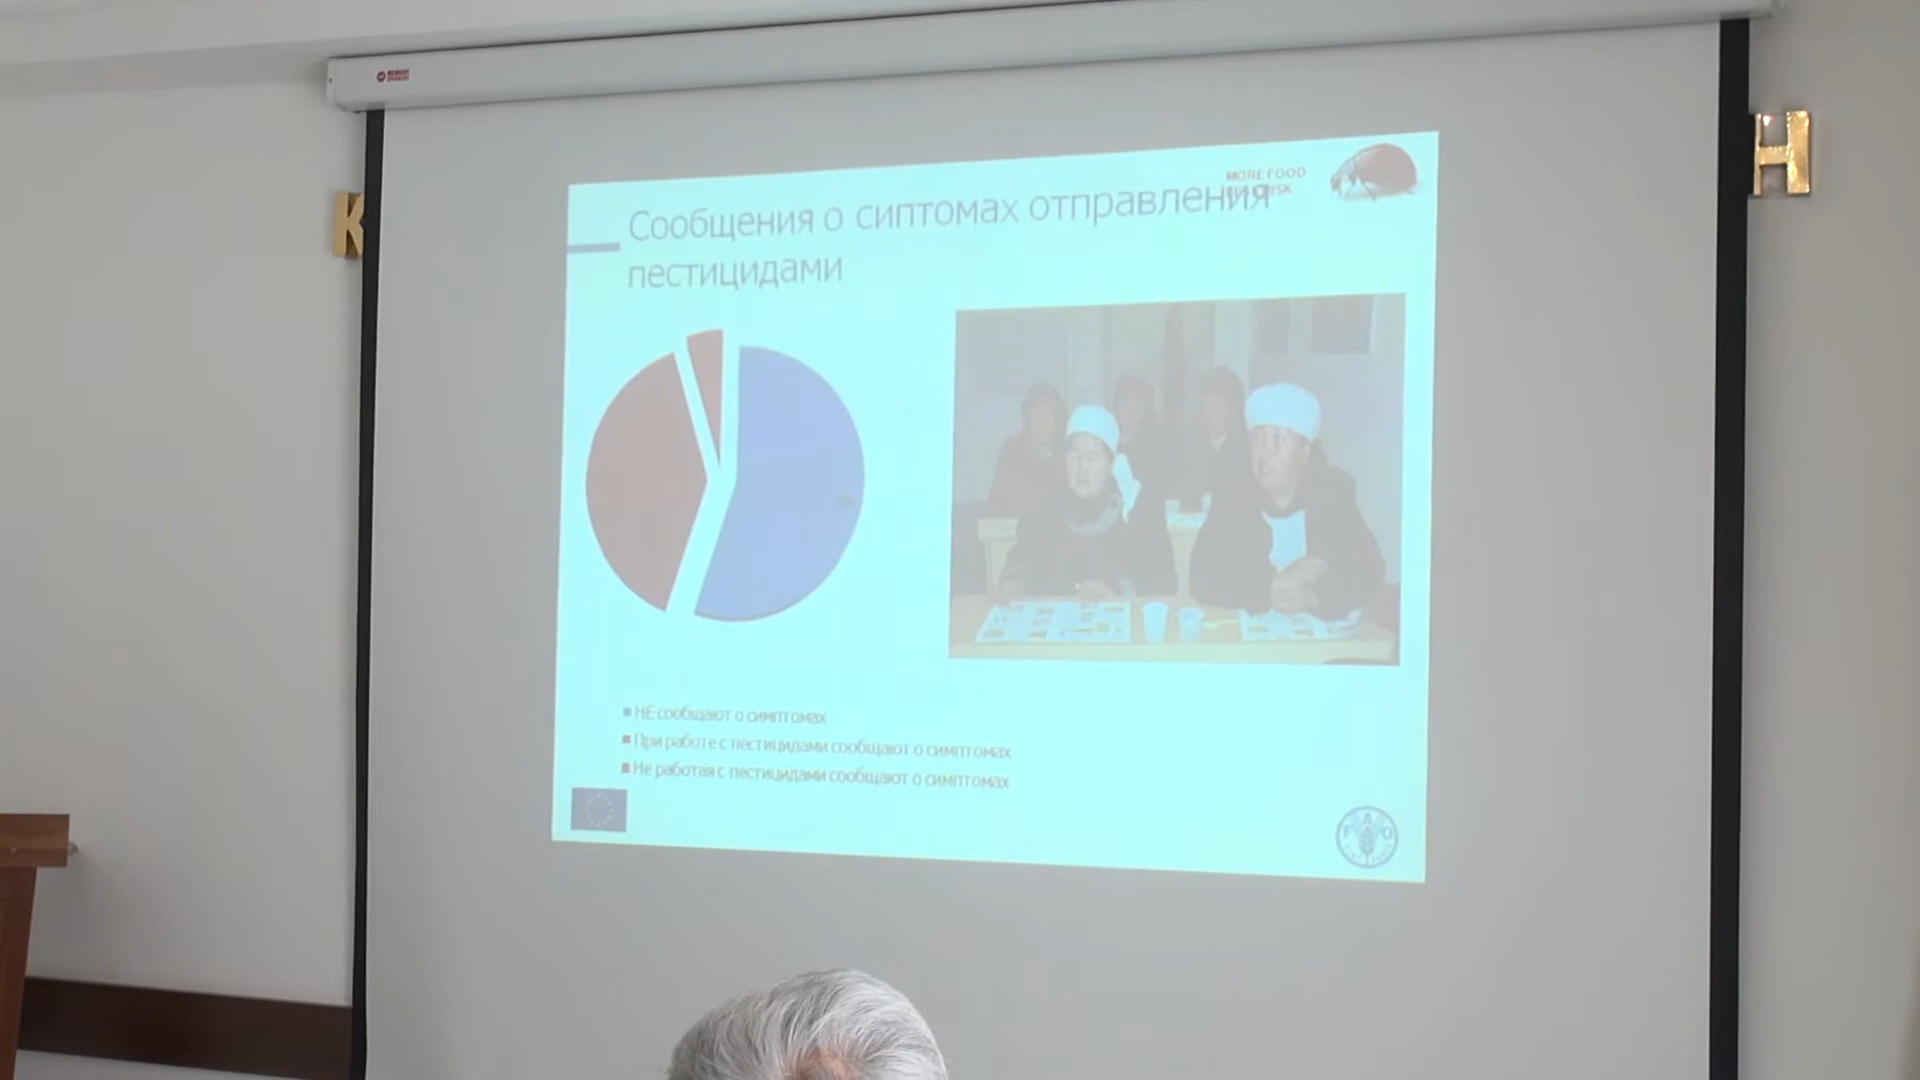 К
Н
MORE FOOD
Сообщения о сиптомах отправления
пестицидами
НЕ сообщают о симптомах
При работе с пестицидами сообщают о симптомах
Не работая с пестицидами сообщают о симптомах
F A O